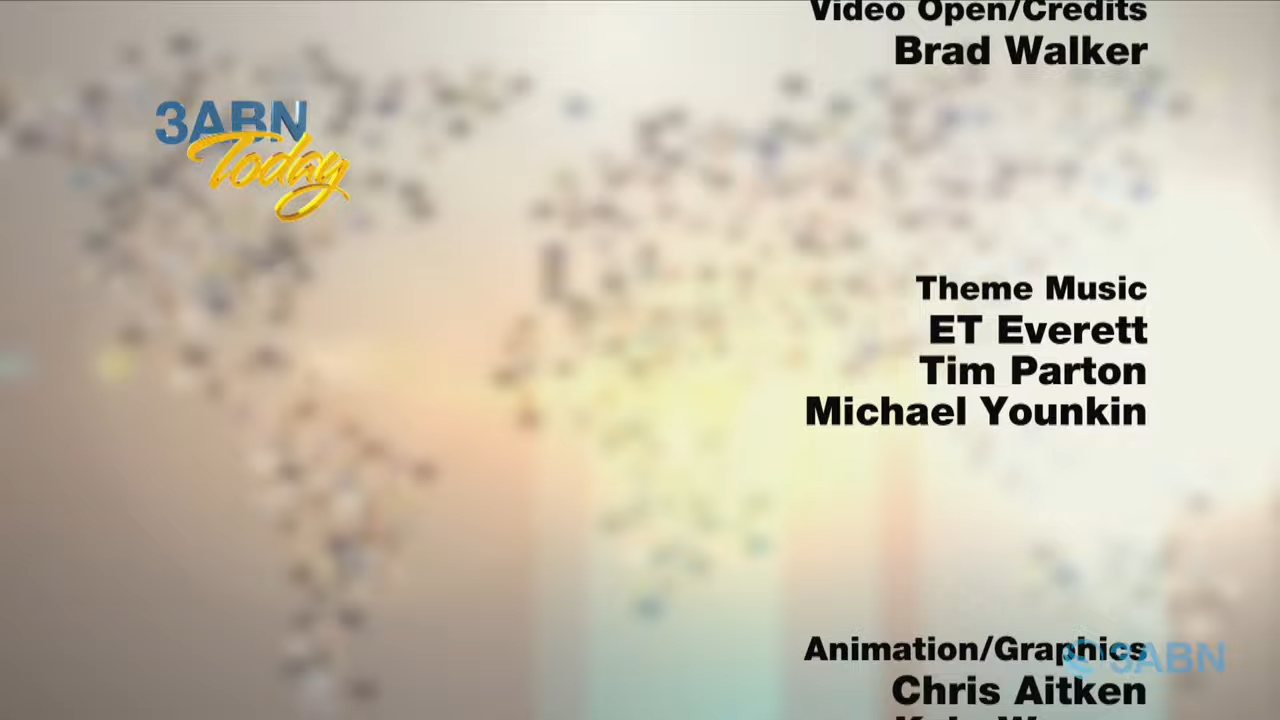 Video Open/Credits
Brad Walker
3ABN
Today
Theme Music
ET Everett
Tim Parton
Michael Younkin
Animation/Graphics
3ABN
Chris Aitken